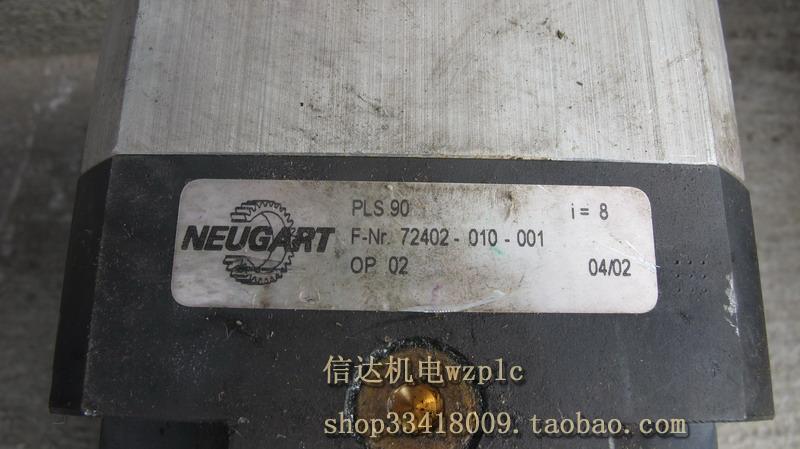 PLS 90 i = 8
NEUGART F-Nr. 72402 - 010 - 001
OP 02 04/02
信达机电wzplc
shop33418009.taobao.com